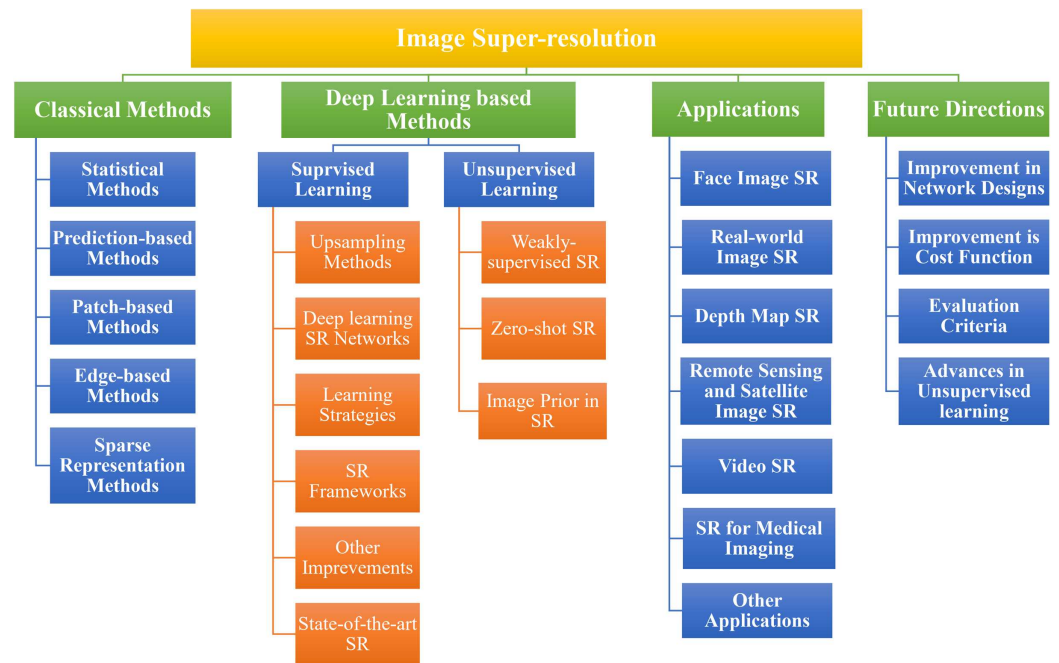 Image Super-resolution
Classical Methods
Statistical
Methods
Prediction-based
Methods
Patch-based
Methods
Edge-based
Methods
Sparse
Representation
Methods
Deep Learning based
Methods
Suprvised
Learning
Upsampling
Methods
Deep learning
SR Networks
Learning
Strategies
SR
Frameworks
Other
Imprevements
State-of-the-art
SR
Unsupervised
Learning
Weakly-
supervised SR
Zero-shot SR
Image Prior in
SR
Applications
Face Image SR
Real-world
Image SR
Depth Map SR
Remote Sensing
and Satellite
Image SR
Video SR
SR for Medical
Imaging
Other
Applications
Future Directions
Improvement in
Network Designs
Improvement is
Cost Function
Evaluation
Criteria
Advances in
Unsupervised
learning